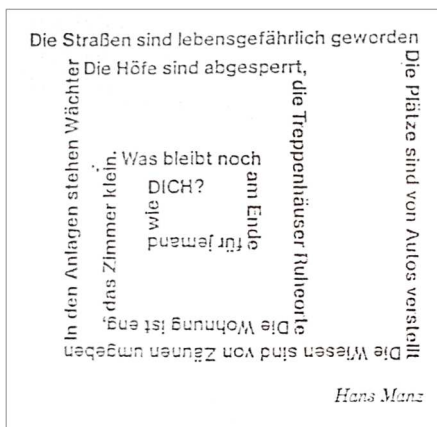 Die Straßen sind lebensgefährlich geworden
Die Plätze sind von Autos verstellt
Die Wiesen sind von Zäunen umgeben
In den Anlagen stehen Wächter
Die Höfe sind abgesperrt,
die Treppenhäuser Ruheorte
Die Wohnung ist eng,
das Zimmer klein.
Was bleibt noch
am Ende
für jemand
wie
DICH?
Hans Manz